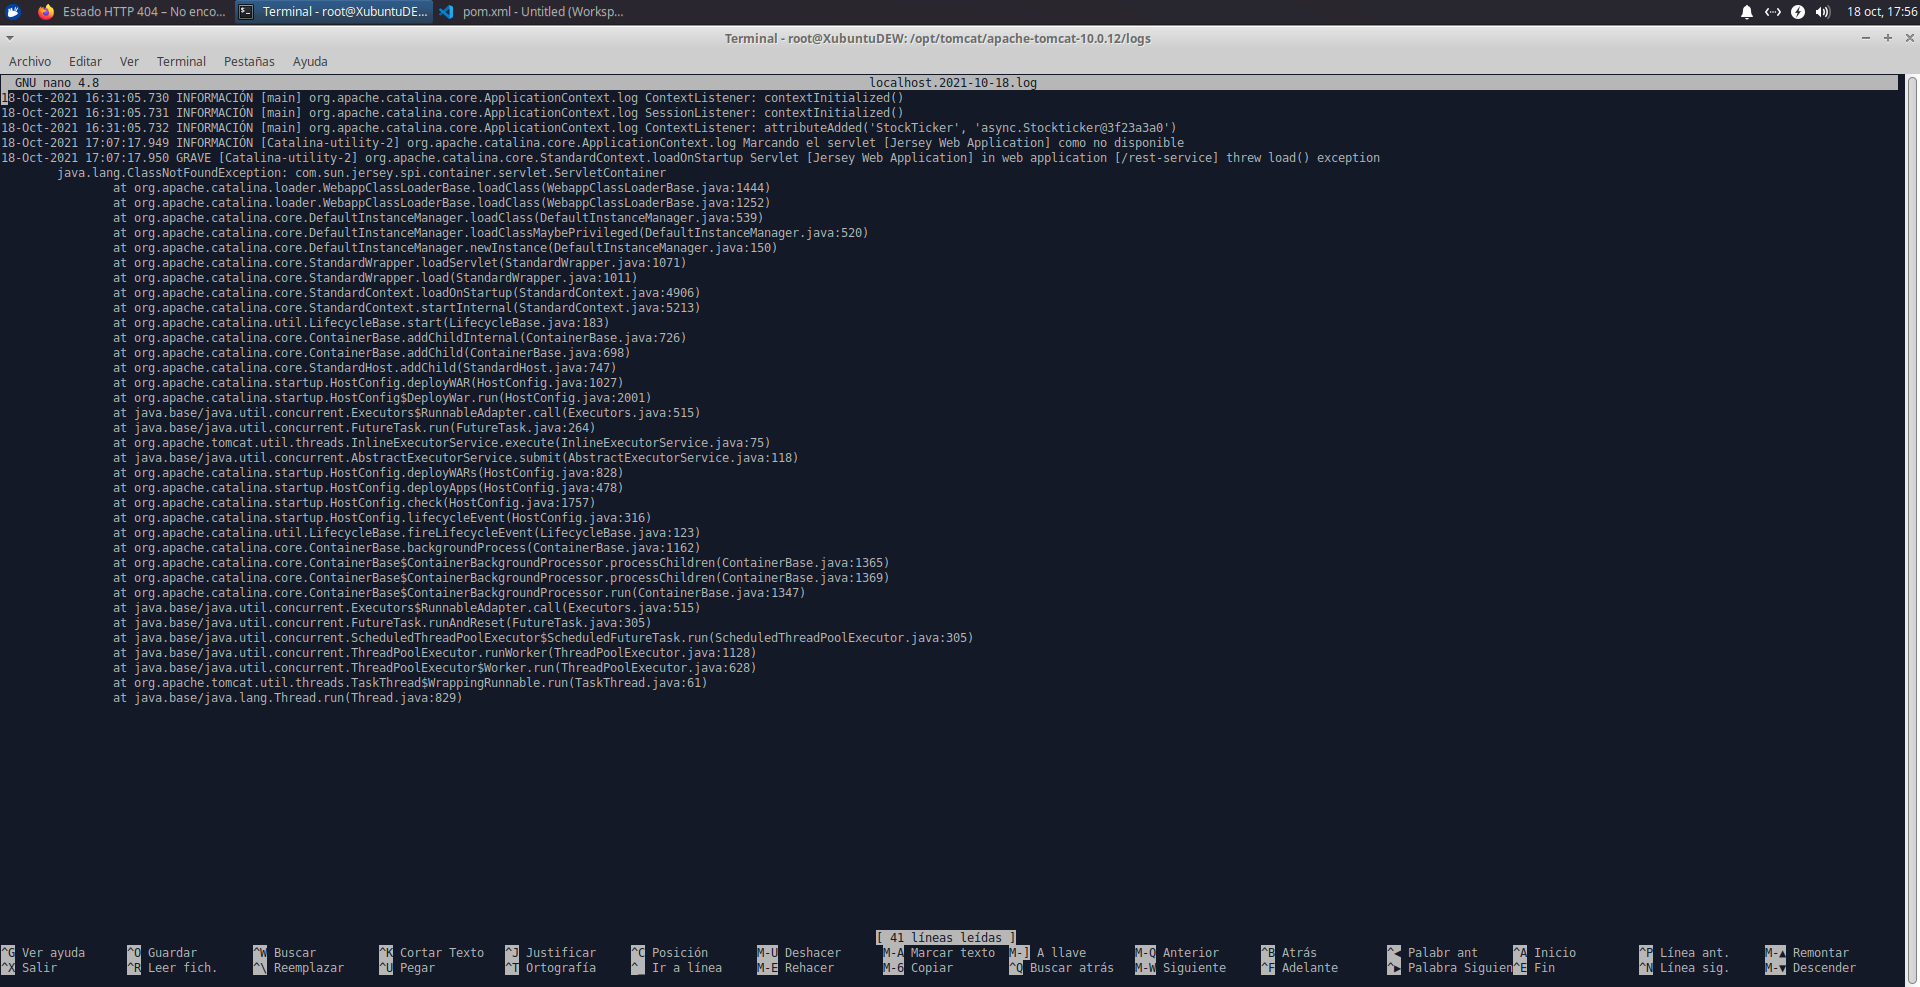 Estado HTTP 404 – No enco... Terminal - root@XubuntuDE... pom.xml - Untitled (Worksp... 18 oct, 17:56
Terminal - root@XubuntuDEW: /opt/tomcat/apache-tomcat-10.0.12/logs
Archivo Editar Ver Terminal Pestañas Ayuda
GNU nano 4.8 localhost.2021-10-18.log
18-Oct-2021 16:31:05.730 INFORMACIÓN [main] org.apache.catalina.core.ApplicationContext.log ContextListener: contextInitialized()
18-Oct-2021 16:31:05.731 INFORMACIÓN [main] org.apache.catalina.core.ApplicationContext.log SessionListener: contextInitialized()
18-Oct-2021 16:31:05.732 INFORMACIÓN [main] org.apache.catalina.core.ApplicationContext.log ContextListener: attributeAdded('StockTicker', 'async.Stockticker@3f23a3a0')
18-Oct-2021 17:07:17.949 INFORMACIÓN [Catalina-utility-2] org.apache.catalina.core.ApplicationContext.log Marcando el servlet [Jersey Web Application] como no disponible
18-Oct-2021 17:07:17.950 GRAVE [Catalina-utility-2] org.apache.catalina.core.StandardContext.loadOnStartup Servlet [Jersey Web Application] in web application [/rest-service] threw load() exception
java.lang.ClassNotFoundException: com.sun.jersey.spi.container.servlet.ServletContainer
at org.apache.catalina.loader.WebappClassLoaderBase.loadClass(WebappClassLoaderBase.java:1444)
at org.apache.catalina.loader.WebappClassLoaderBase.loadClass(WebappClassLoaderBase.java:1252)
at org.apache.catalina.core.DefaultInstanceManager.loadClass(DefaultInstanceManager.java:539)
at org.apache.catalina.core.DefaultInstanceManager.loadClassMaybePrivileged(DefaultInstanceManager.java:520)
at org.apache.catalina.core.DefaultInstanceManager.newInstance(DefaultInstanceManager.java:150)
at org.apache.catalina.core.StandardWrapper.loadServlet(StandardWrapper.java:1071)
at org.apache.catalina.core.StandardWrapper.load(StandardWrapper.java:1011)
at org.apache.catalina.core.StandardContext.loadOnStartup(StandardContext.java:4906)
at org.apache.catalina.core.StandardContext.startInternal(StandardContext.java:5213)
at org.apache.catalina.util.LifecycleBase.start(LifecycleBase.java:183)
at org.apache.catalina.core.ContainerBase.addChildInternal(ContainerBase.java:726)
at org.apache.catalina.core.ContainerBase.addChild(ContainerBase.java:698)
at org.apache.catalina.core.StandardHost.addChild(StandardHost.java:747)
at org.apache.catalina.startup.HostConfig.deployWAR(HostConfig.java:1027)
at org.apache.catalina.startup.HostConfig$DeployWar.run(HostConfig.java:2001)
at java.base/java.util.concurrent.Executors$RunnableAdapter.call(Executors.java:515)
at java.base/java.util.concurrent.FutureTask.run(FutureTask.java:264)
at org.apache.tomcat.util.threads.InlineExecutorService.execute(InlineExecutorService.java:75)
at java.base/java.util.concurrent.AbstractExecutorService.submit(AbstractExecutorService.java:118)
at org.apache.catalina.startup.HostConfig.deployWARs(HostConfig.java:828)
at org.apache.catalina.startup.HostConfig.deployApps(HostConfig.java:478)
at org.apache.catalina.startup.HostConfig.check(HostConfig.java:1757)
at org.apache.catalina.startup.HostConfig.lifecycleEvent(HostConfig.java:316)
at org.apache.catalina.util.LifecycleBase.fireLifecycleEvent(LifecycleBase.java:123)
at org.apache.catalina.core.ContainerBase.backgroundProcess(ContainerBase.java:1162)
at org.apache.catalina.core.ContainerBase$ContainerBackgroundProcessor.processChildren(ContainerBase.java:1365)
at org.apache.catalina.core.ContainerBase$ContainerBackgroundProcessor.processChildren(ContainerBase.java:1369)
at org.apache.catalina.core.ContainerBase$ContainerBackgroundProcessor.run(ContainerBase.java:1347)
at java.base/java.util.concurrent.Executors$RunnableAdapter.call(Executors.java:515)
at java.base/java.util.concurrent.FutureTask.runAndReset(FutureTask.java:305)
at java.base/java.util.concurrent.ScheduledThreadPoolExecutor$ScheduledFutureTask.run(ScheduledThreadPoolExecutor.java:305)
at java.base/java.util.concurrent.ThreadPoolExecutor.runWorker(ThreadPoolExecutor.java:1128)
at java.base/java.util.concurrent.ThreadPoolExecutor$Worker.run(ThreadPoolExecutor.java:628)
at org.apache.tomcat.util.threads.TaskThread$WrappingRunnable.run(TaskThread.java:61)
at java.base/java.lang.Thread.run(Thread.java:829)
[ 41 líneas leídas ]
^G Ver ayuda ^O Guardar ^W Buscar ^K Cortar Texto ^J Justificar ^C Posición M-U Deshacer M-A Marcar texto M-] A llave M-Q Anterior ^B Atrás ^◂ Palabr ant ^A Inicio ^P Línea ant. M-▲ Remontar
^X Salir ^R Leer fich. ^\ Reemplazar ^U Pegar ^T Ortografía ^_ Ir a línea M-E Rehacer M-6 Copiar ^Q Buscar atrás M-W Siguiente ^F Adelante ^▸ Palabra Siguien ^E Fin ^N Línea sig. M-▼ Descender